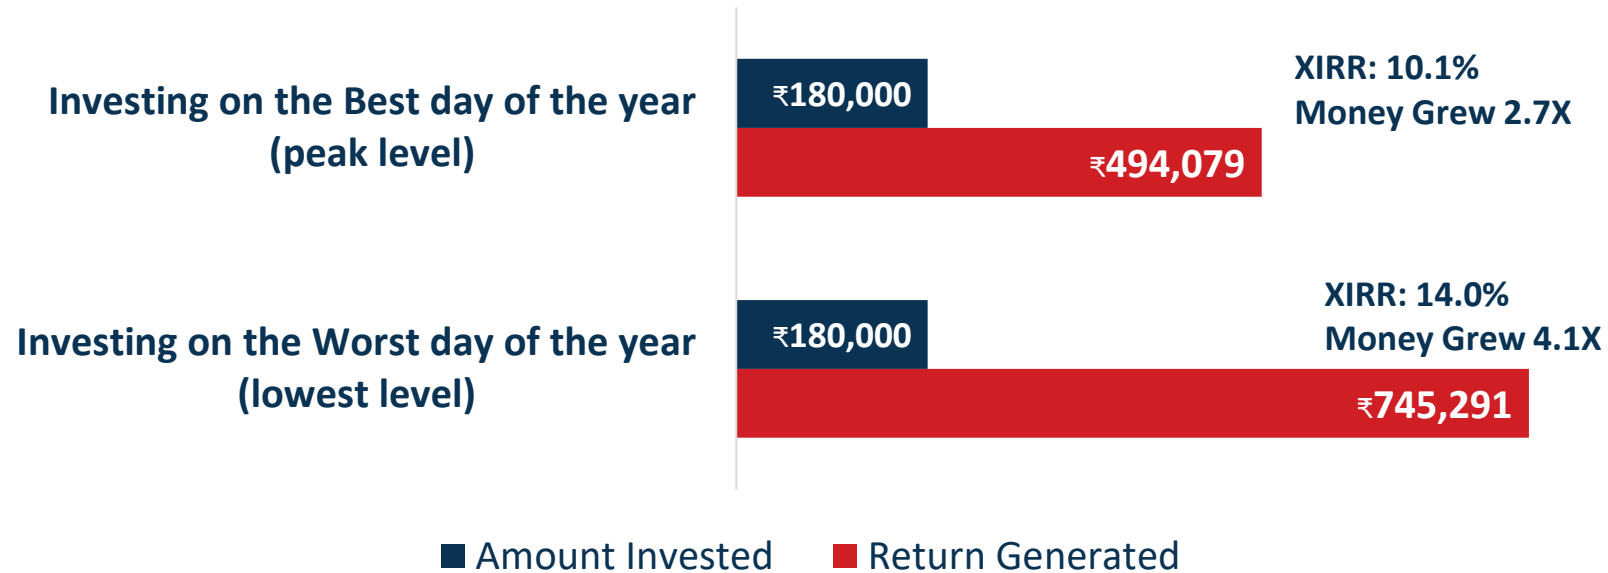 Investing on the Best day of the year
(peak level)
₹180,000
₹494,079
XIRR: 10.1%
Money Grew 2.7X
Investing on the Worst day of the year
(lowest level)
₹180,000
₹745,291
XIRR: 14.0%
Money Grew 4.1X
Amount Invested
Return Generated